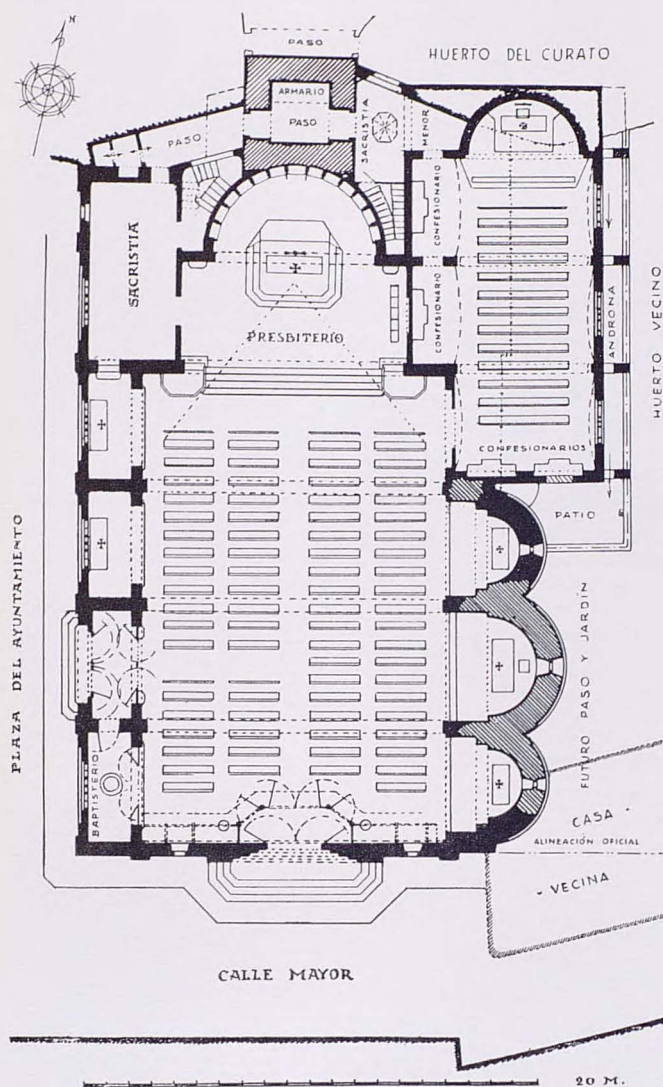 N
PASO
HUERTO DEL CURATO
ARMARIO
PASO
PASO
SACRISTIA
MENOR
SACRISTIA
CONFESIONARIO
CONFESIONARIO
PRESBITERIO
ANDRONA
HUERTO VECINO
CONFESIONARIOS
PATIO
PLAZA DEL AYUNTAMIENTO
FUTURO PASO Y JARDÍN
BAPTISTERIO
CASA -
ALINEACIÓN OFICIAL
- VECINA
CALLE MAYOR
20 M.